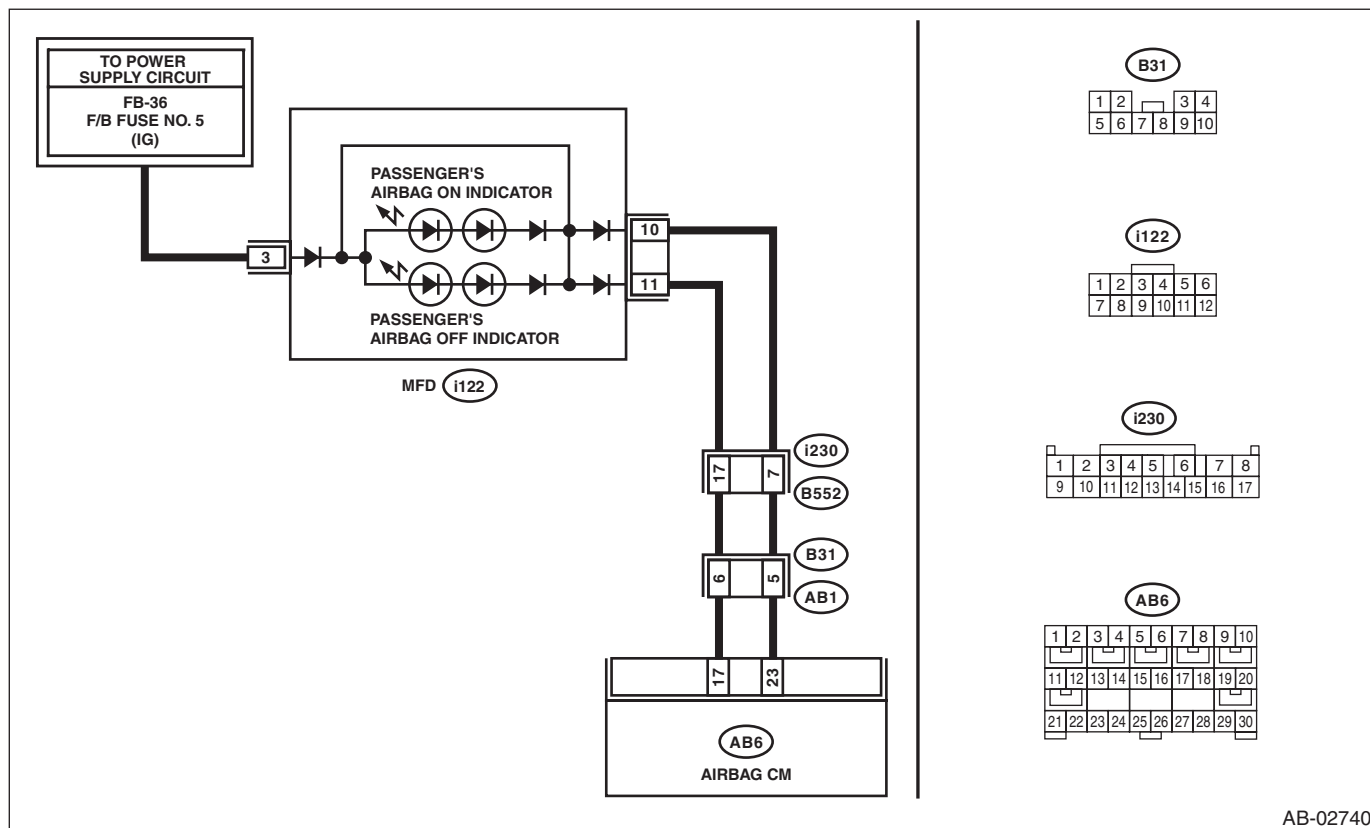 TO POWER
SUPPLY CIRCUIT
FB-36
F/B FUSE NO. 5
(IG)
3
PASSENGER'S
AIRBAG ON INDICATOR
PASSENGER'S
AIRBAG OFF INDICATOR
10
11
MFD i122
17 7
i230
B552
6 5
B31
AB1
17 23
AB6
AIRBAG CM
B31
1 2 3 4
5 6 7 8 9 10
i122
1 2 3 4 5 6
7 8 9 10 11 12
i230
1 2 3 4 5 6 7 8
9 10 11 12 13 14 15 16 17
AB6
1 2 3 4 5 6 7 8 9 10
11 12 13 14 15 16 17 18 19 20
21 22 23 24 25 26 27 28 29 30
AB-02740